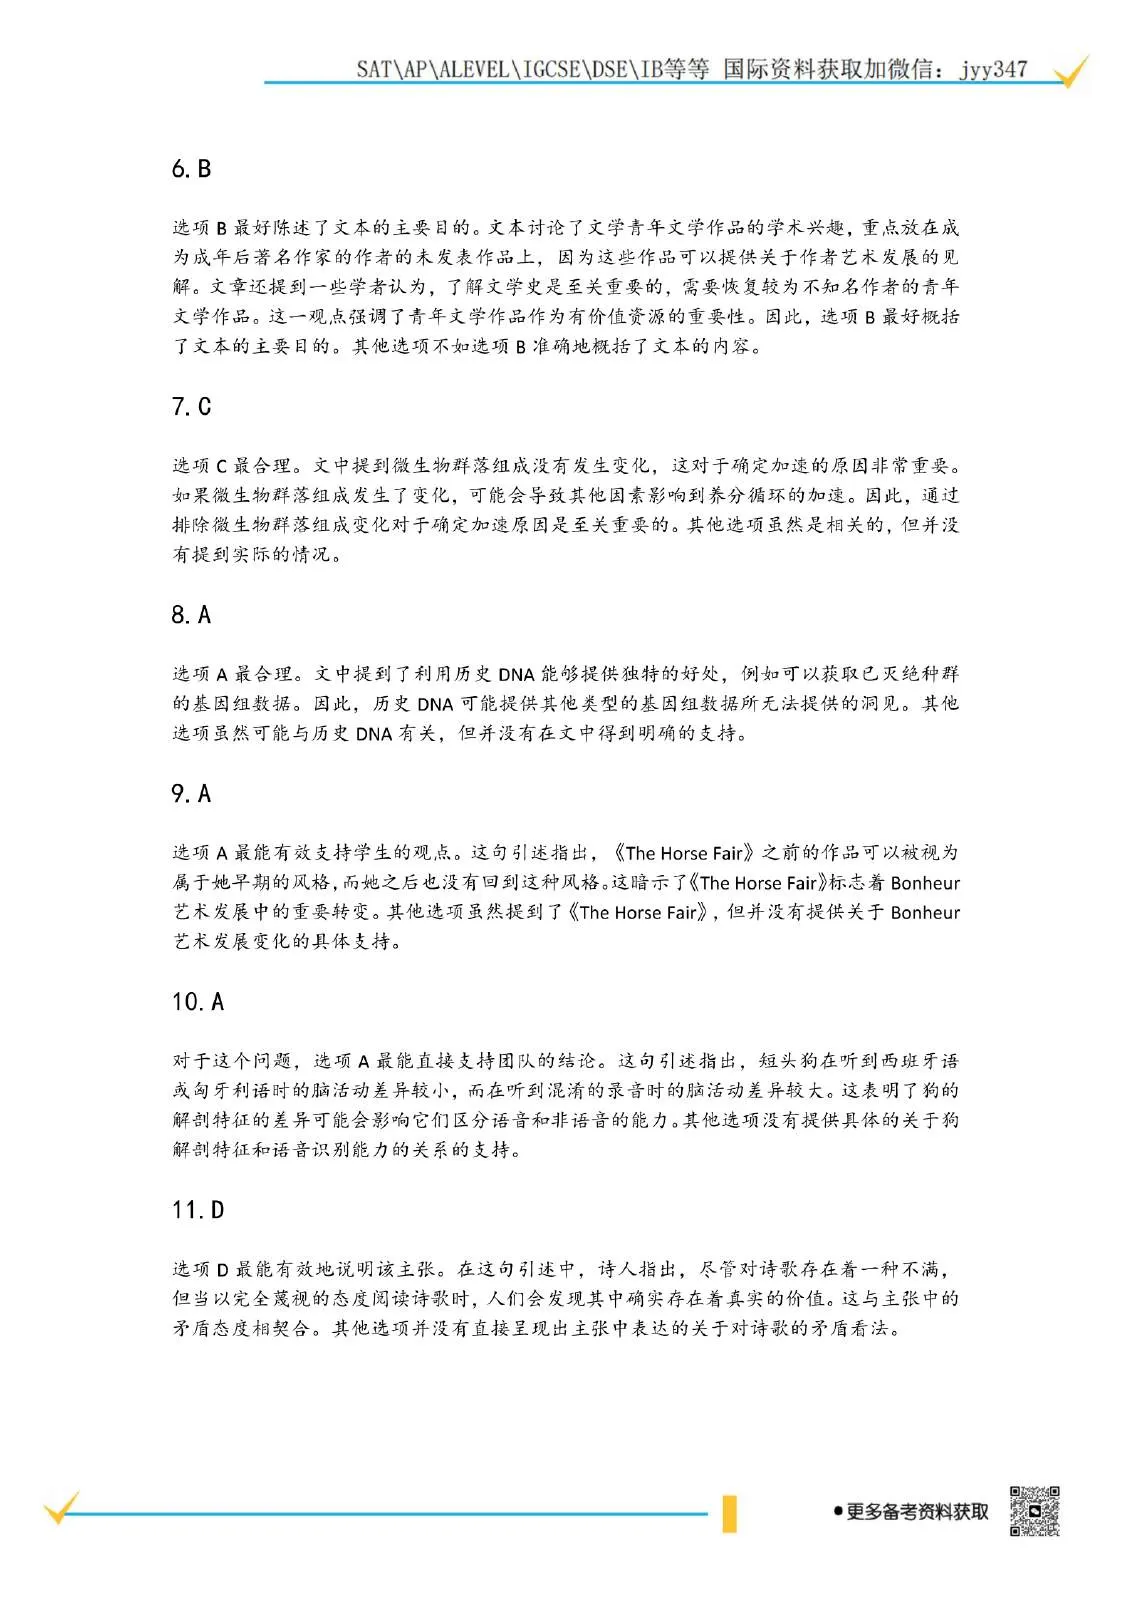 SAT\AP\ALEVEL\IGCSE\DSE\IB等等 国际资料获取加微信：jyy347
6. B
选项 B 最好陈述了文本的主要目的。文本讨论了文学青年文学作品的学术兴趣，重点放在成
为成年后著名作家的作者的未发表作品上，因为这些作品可以提供关于作者艺术发展的见
解。文章还提到一些学者认为，了解文学史是至关重要的，需要恢复较为不知名作者的青年
文学作品。这一观点强调了青年文学作品作为有价值资源的重要性。因此，选项 B 最好概括
了文本的主要目的。其他选项不如选项 B 准确地概括了文本的内容。
7. C
选项 C 最合理。文中提到微生物群落组成没有发生变化，这对于确定加速的原因非常重要。
如果微生物群落组成发生了变化，可能会导致其他因素影响到养分循环的加速。因此，通过
排除微生物群落组成变化对于确定加速原因是至关重要的。其他选项虽然是相关的，但并没
有提到实际的情况。
8. A
选项 A 最合理。文中提到了利用历史 DNA 能够提供独特的好处，例如可以获取已灭绝种群
的基因组数据。因此，历史 DNA 可能提供其他类型的基因组数据所无法提供的洞见。其他
选项虽然可能与历史 DNA 有关，但并没有在文中得到明确的支持。
9. A
选项 A 最能有效支持学生的观点。这句引述指出，《The Horse Fair》之前的作品可以被视为
属于她早期的风格，而她之后也没有回到这种风格。这暗示了《The Horse Fair》标志着 Bonheur
艺术发展中的重要转变。其他选项虽然提到了《The Horse Fair》，但并没有提供关于 Bonheur
艺术发展变化的具体支持。
10. A
对于这个问题，选项 A 最能直接支持团队的结论。这句引述指出，短头狗在听到西班牙语
或匈牙利语时的脑活动差异较小，而在听到混淆的录音时的脑活动差异较大。这表明了狗的
解剖特征的差异可能会影响它们区分语音和非语音的能力。其他选项没有提供具体的关于狗
解剖特征和语音识别能力的关系的支持。
11. D
选项 D 最能有效地说明该主张。在这句引述中，诗人指出，尽管对诗歌存在着一种不满，
但当以完全蔑视的态度阅读诗歌时，人们会发现其中确实存在着真实的价值。这与主张中的
矛盾态度相契合。其他选项并没有直接呈现出主张中表达的关于对诗歌的矛盾看法。
•更多备考资料获取